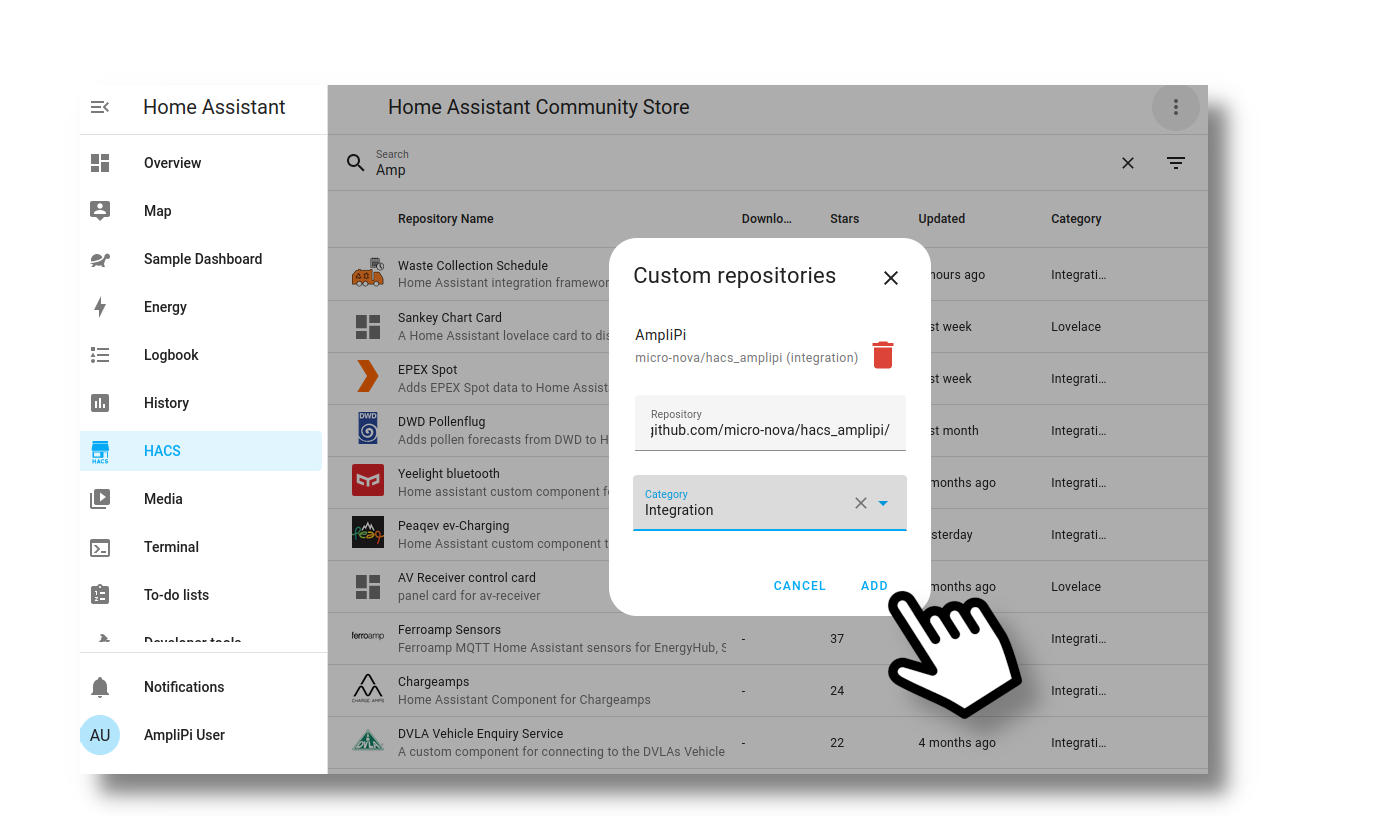 Home Assistant
Home Assistant Community Store
Overview
Map
Sample Dashboard
Energy
Logbook
History
HACS
HACS
Media
Terminal
To-do lists
Developer tools
Notifications
AU
AmpliPi User
Search
Amp
Repository Name
Downlo…
Stars
Updated
Category
Waste Collection Schedule
Home Assistant integration framewor
hours ago
Integrati…
Sankey Chart Card
A Home Assistant lovelace card to dis
st week
Lovelace
EPEX Spot
Adds EPEX Spot data to Home Assist
st week
Integrati…
DWD
DWD Pollenflug
Adds pollen forecasts from DWD to H
st month
Integrati…
Yeelight bluetooth
Home assistant custom component fo
months ago
Integrati…
peaq
Peaqev ev-Charging
Home Assistant custom component t
sterday
Integrati…
AV Receiver control card
panel card for av-receiver
months ago
Lovelace
ferroamp
Ferroamp Sensors
Ferroamp MQTT Home Assistant sensors for EnergyHub, S
-
37
Integrati…
CHARGE AMPS
Chargeamps
Home Assistant Component for Chargeamps
-
24
Integrati…
DVLA
DVLA Vehicle Enquiry Service
A custom component for connecting to the DVLAs Vehicle
-
22
4 months ago
Integrati…
Custom repositories
AmpliPi
micro-nova/hacs_amplipi (integration)
Repository
github.com/micro-nova/hacs_amplipi/
Category
Integration
CANCEL
ADD